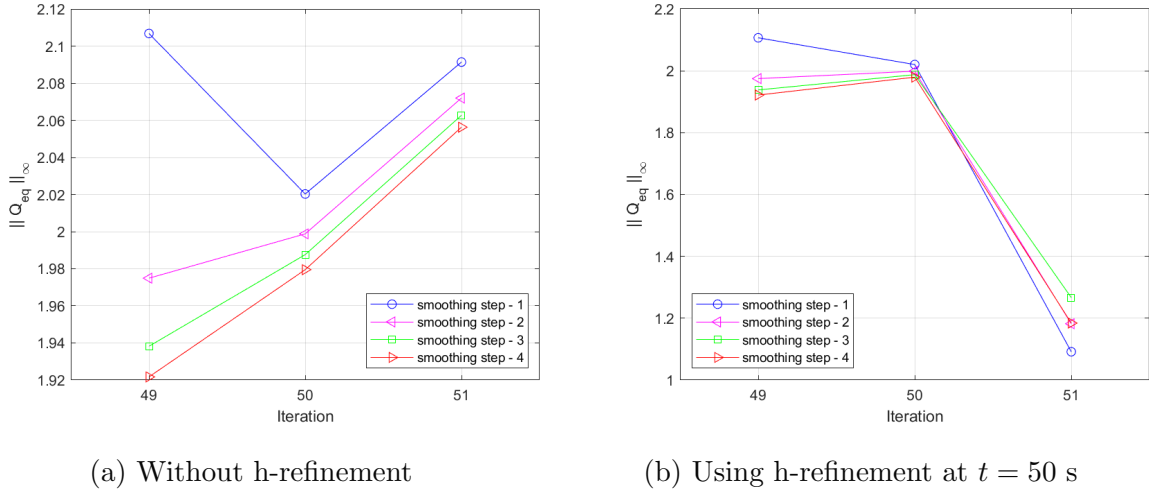 2.12
2.1
2.08
2.06
2.04
2.02
2
1.98
1.96
1.94
1.92
|| Q_eq ||_∞
49
50
51
Iteration
smoothing step - 1
smoothing step - 2
smoothing step - 3
smoothing step - 4
(a) Without h-refinement
2.2
2
1.8
1.6
1.4
1.2
1
|| Q_eq ||_∞
49
50
51
Iteration
smoothing step - 1
smoothing step - 2
smoothing step - 3
smoothing step - 4
(b) Using h-refinement at t = 50 s